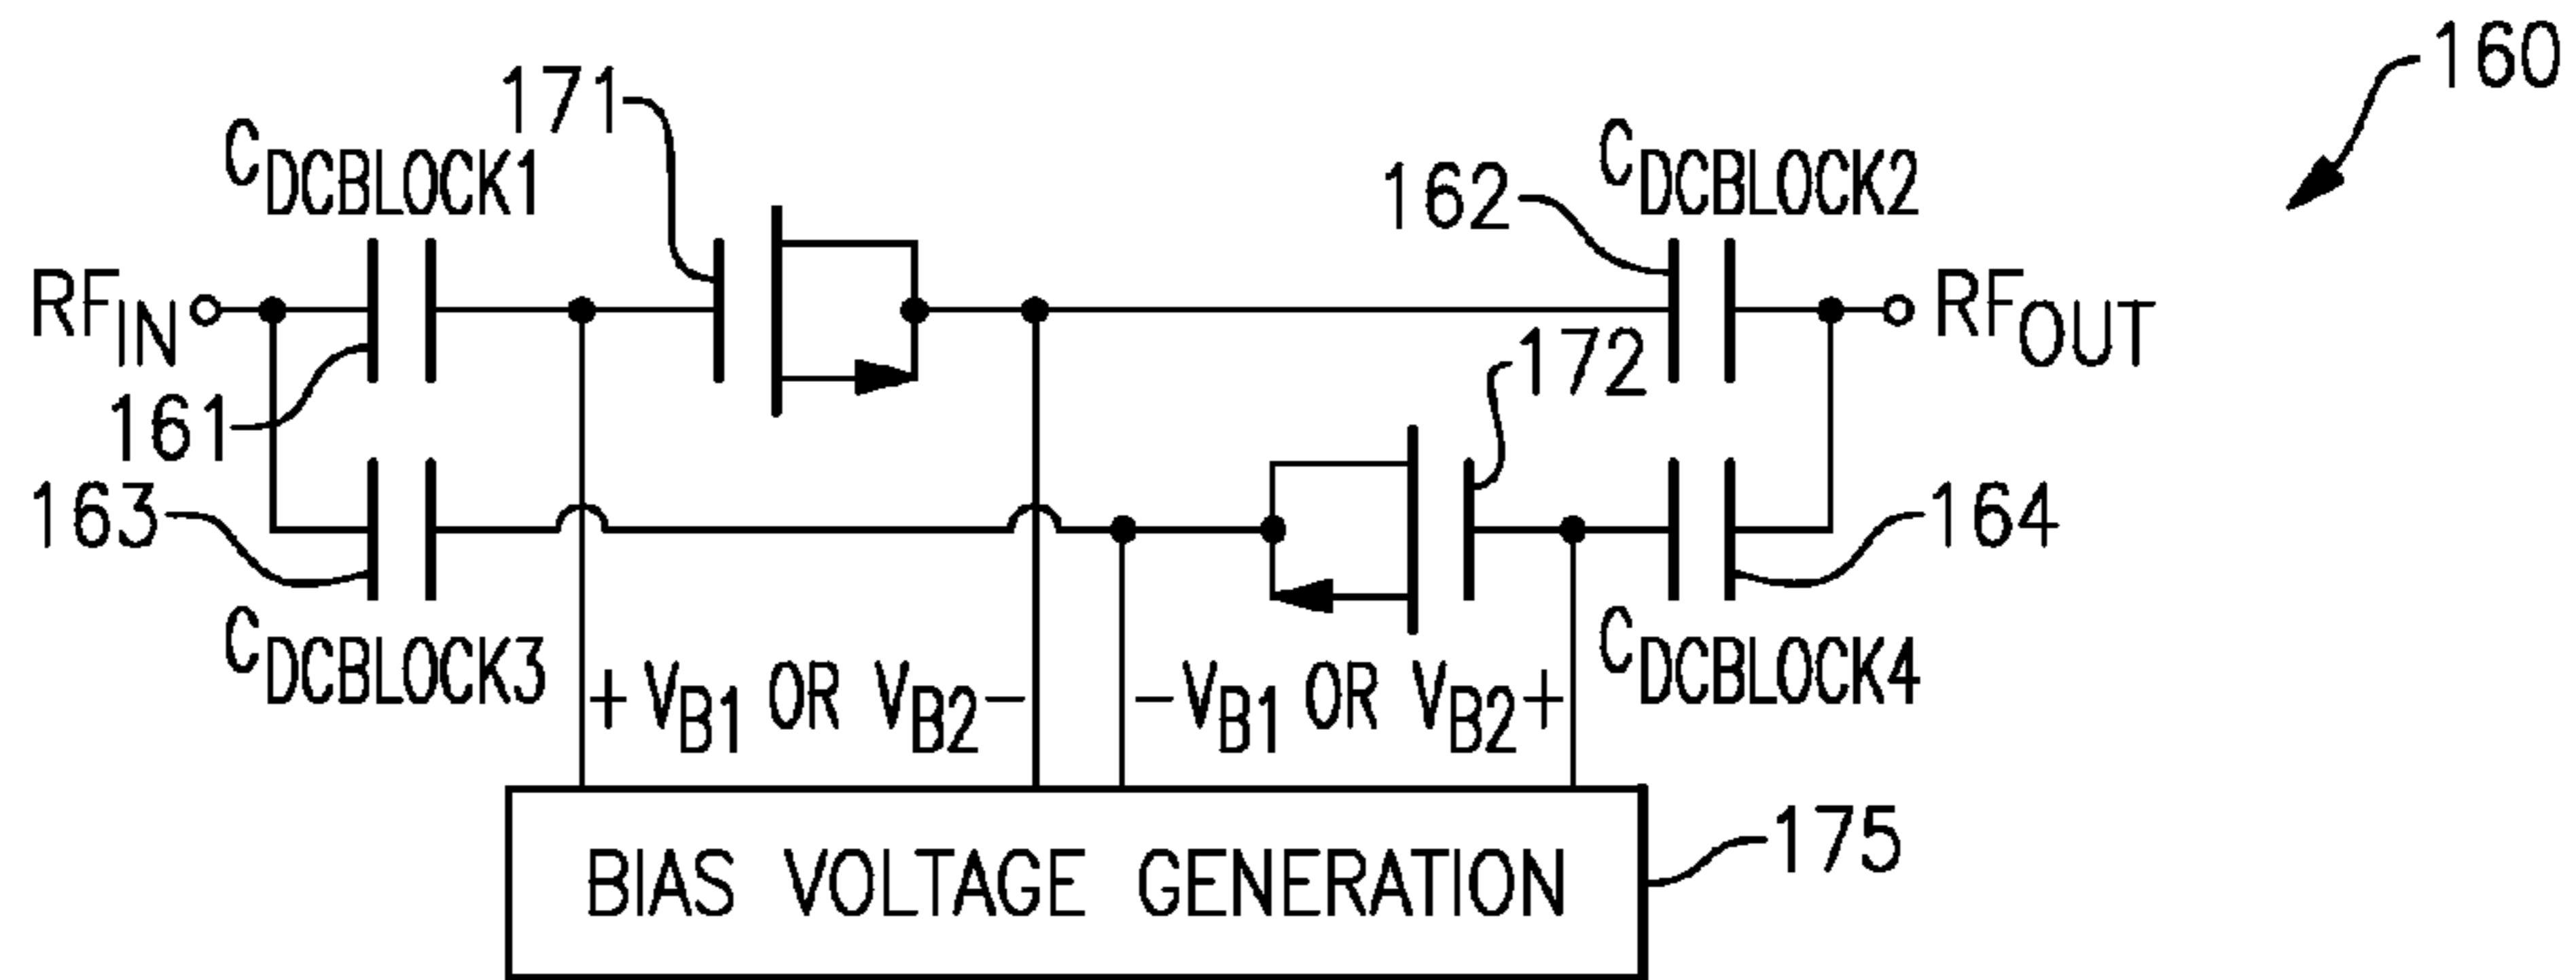 160
171
C_DCBLOCK1
162
C_DCBLOCK2
RF_IN
RF_OUT
172
161
163
164
C_DCBLOCK3
C_DCBLOCK4
+ V_B1 OR V_B2 -
- V_B1 OR V_B2 +
BIAS VOLTAGE GENERATION
175